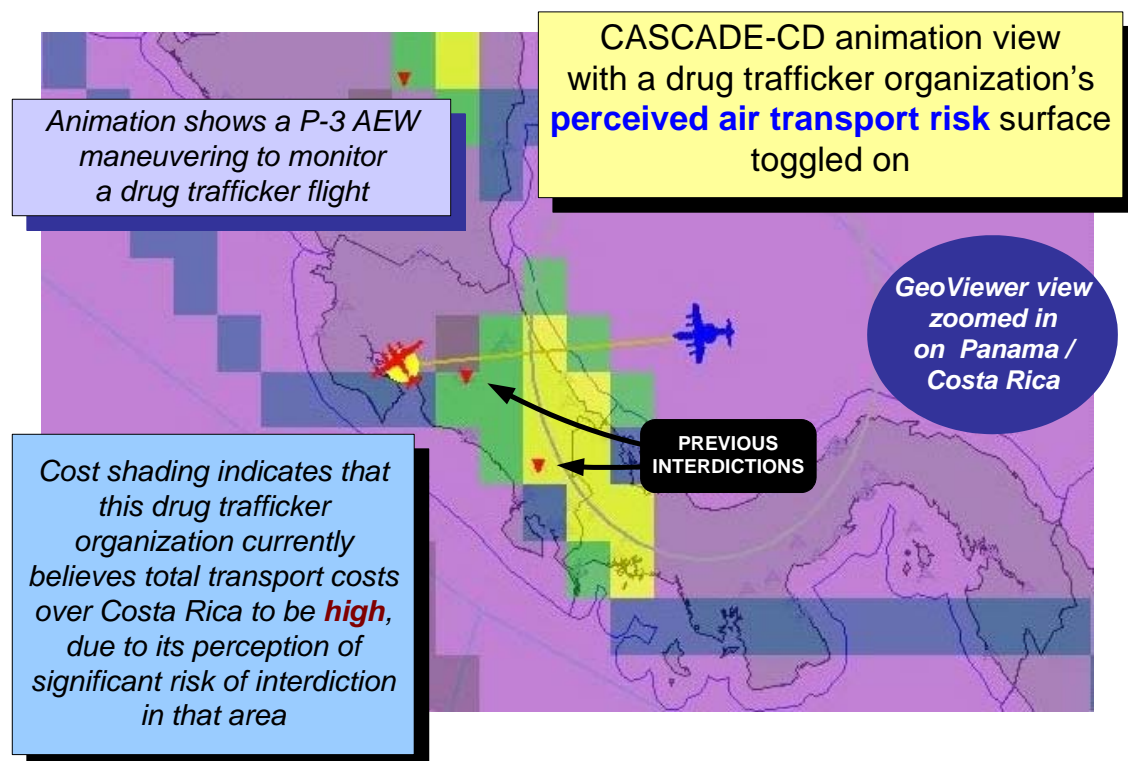 CASCADE-CD animation view
with a drug trafficker organization’s
perceived air transport risk surface
toggled on
Animation shows a P-3 AEW
maneuvering to monitor
a drug trafficker flight
GeoViewer view
zoomed in
on Panama /
Costa Rica
PREVIOUS
INTERDICTIONS
Cost shading indicates that
this drug trafficker
organization currently
believes total transport costs
over Costa Rica to be high,
due to its perception of
significant risk of interdiction
in that area